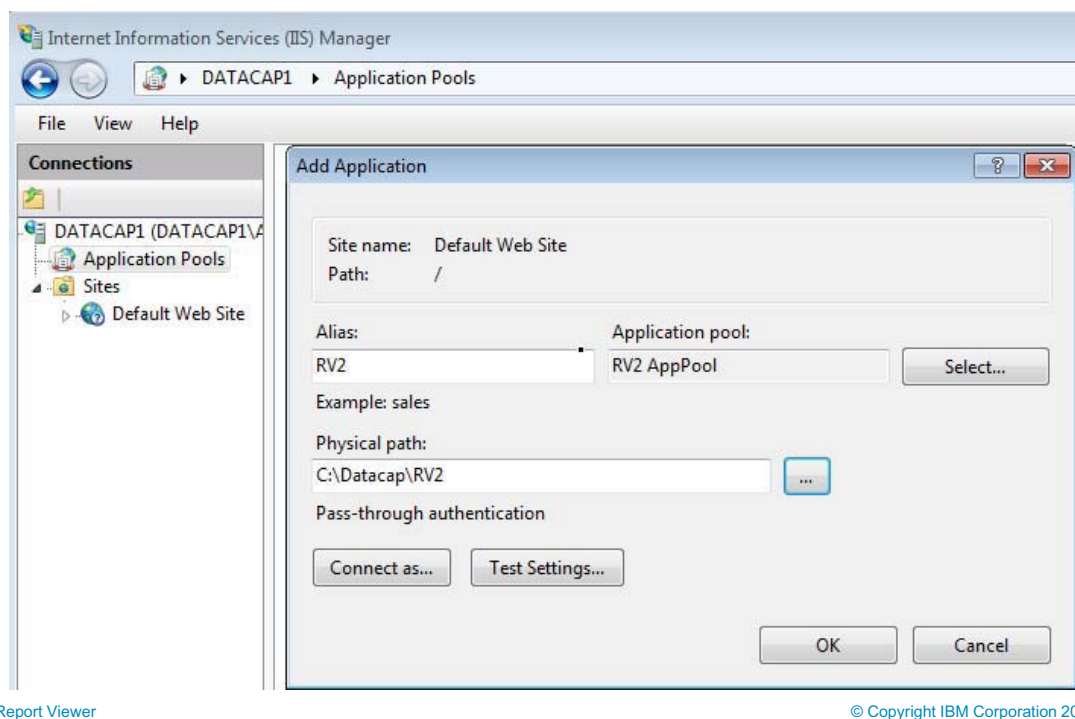 Internet Information Services (IIS) Manager
DATACAP1 Application Pools
File View Help
Connections
DATACAP1 (DATACAP1\A
Application Pools
Sites
Default Web Site
Add Application
Site name: Default Web Site
Path: /
Alias:
Application pool:
RV2
RV2 AppPool
Select...
Example: sales
Physical path:
C:\Datacap\RV2
...
Pass-through authentication
Connect as...
Test Settings...
OK
Cancel
Report Viewer
© Copyright IBM Corporation 20